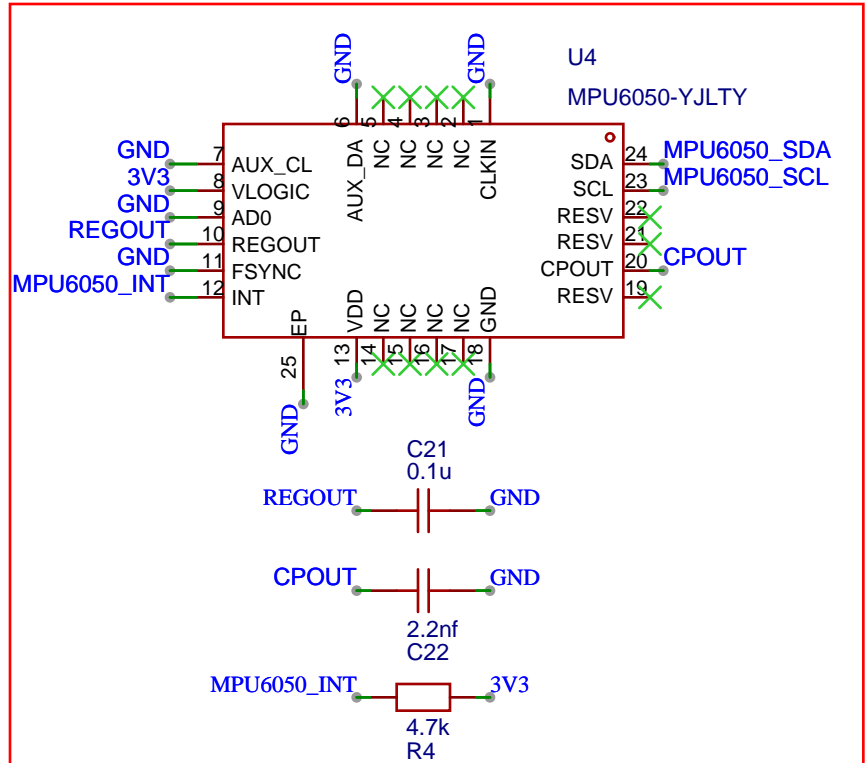 GND
GND
U4
MPU6050-YJLTY
6
5
4
3
2
1
AUX_DA
NC
NC
NC
NC
CLKIN
GND
7
AUX_CL
3V3
8
VLOGIC
GND
9
AD0
REGOUT
10
REGOUT
GND
11
FSYNC
MPU6050_INT
12
INT
SDA
24
MPU6050_SDA
SCL
23
MPU6050_SCL
RESV
22
RESV
21
CPOUT
20
CPOUT
RESV
19
EP
VDD
NC
NC
NC
NC
GND
25
13
14
15
16
17
18
GND
3V3
GND
C21
0.1u
REGOUT
GND
CPOUT
GND
2.2nf
C22
MPU6050_INT
3V3
4.7k
R4